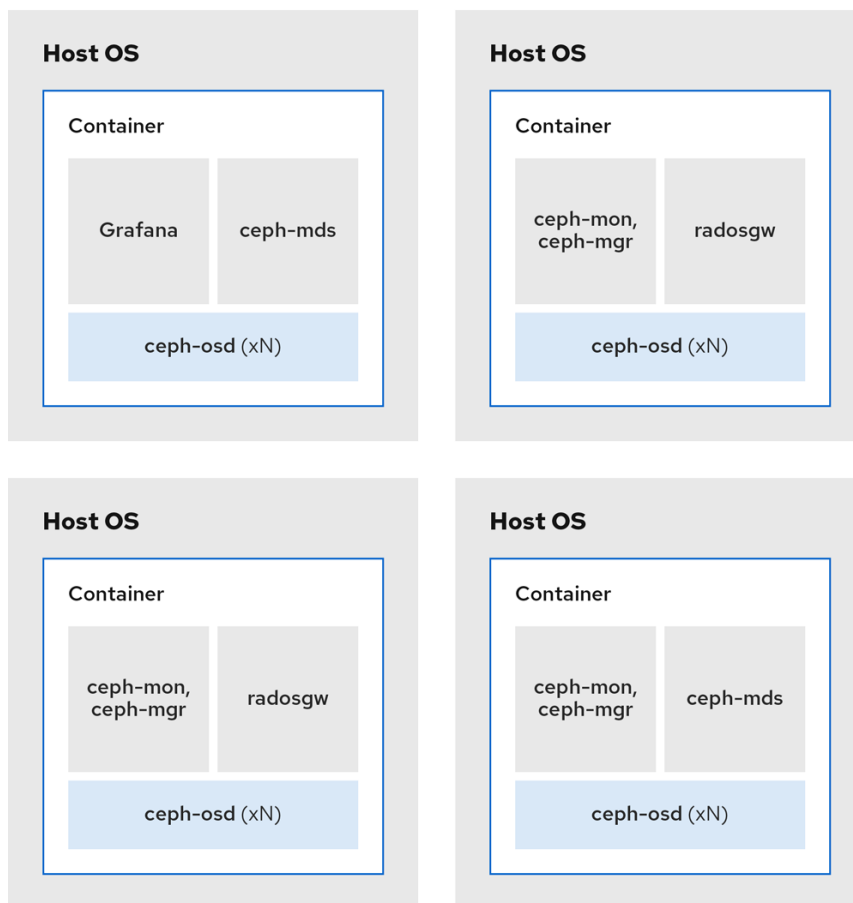 Host OS
Container
Grafana
ceph-mds
ceph-osd (xN)
Host OS
Container
ceph-mon,
ceph-mgr
radosgw
ceph-osd (xN)
Host OS
Container
ceph-mon,
ceph-mgr
radosgw
ceph-osd (xN)
Host OS
Container
ceph-mon,
ceph-mgr
ceph-mds
ceph-osd (xN)